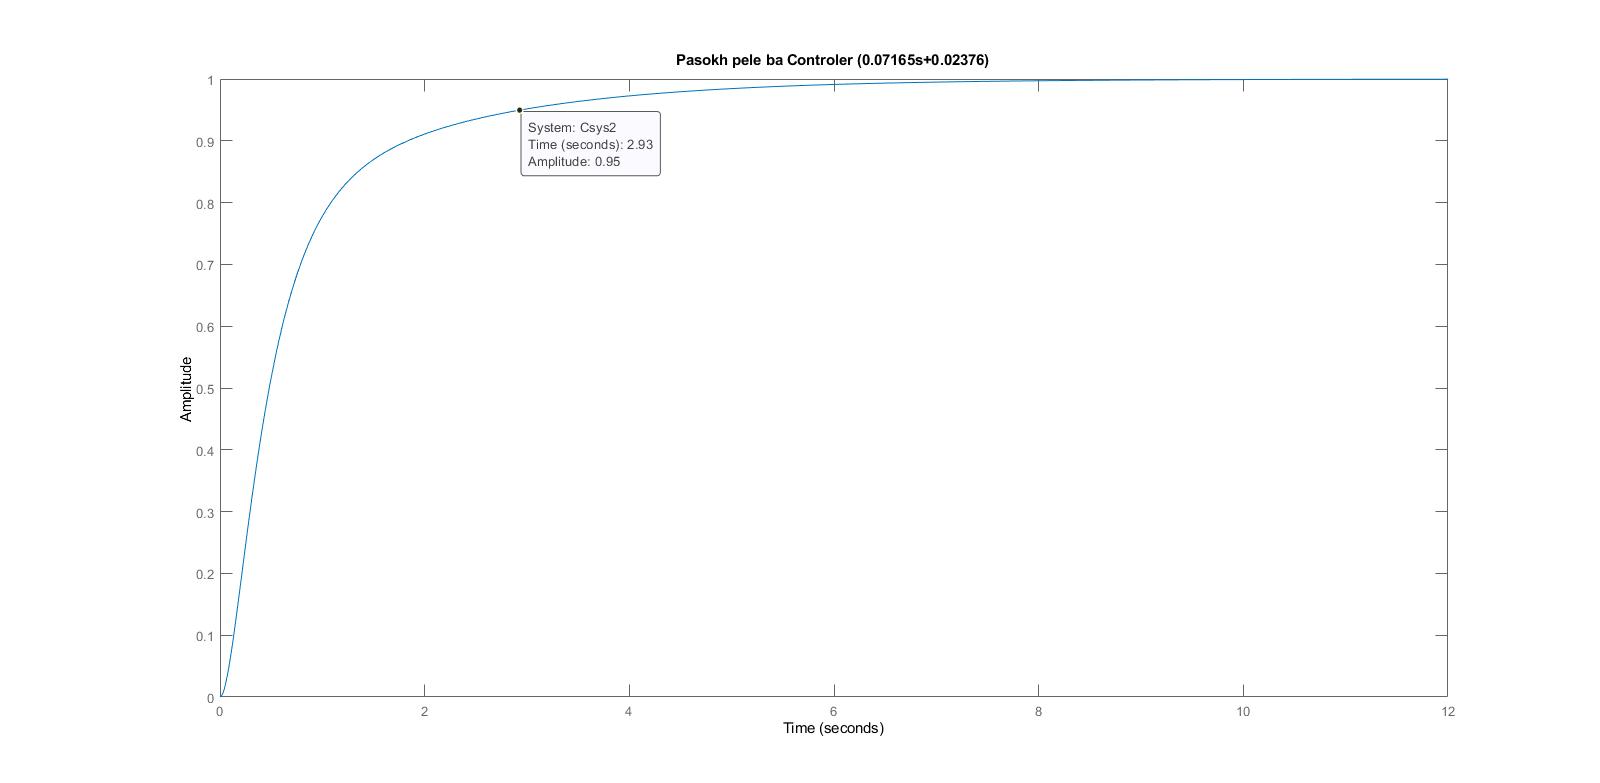 Pasokh pele ba Controler (0.07165s+0.02376)
1
0.9
0.8
0.7
0.6
0.5
0.4
0.3
0.2
0.1
0
Amplitude
System: Csys2
Time (seconds): 2.93
Amplitude: 0.95
0 2 4 6 8 10 12
Time (seconds)